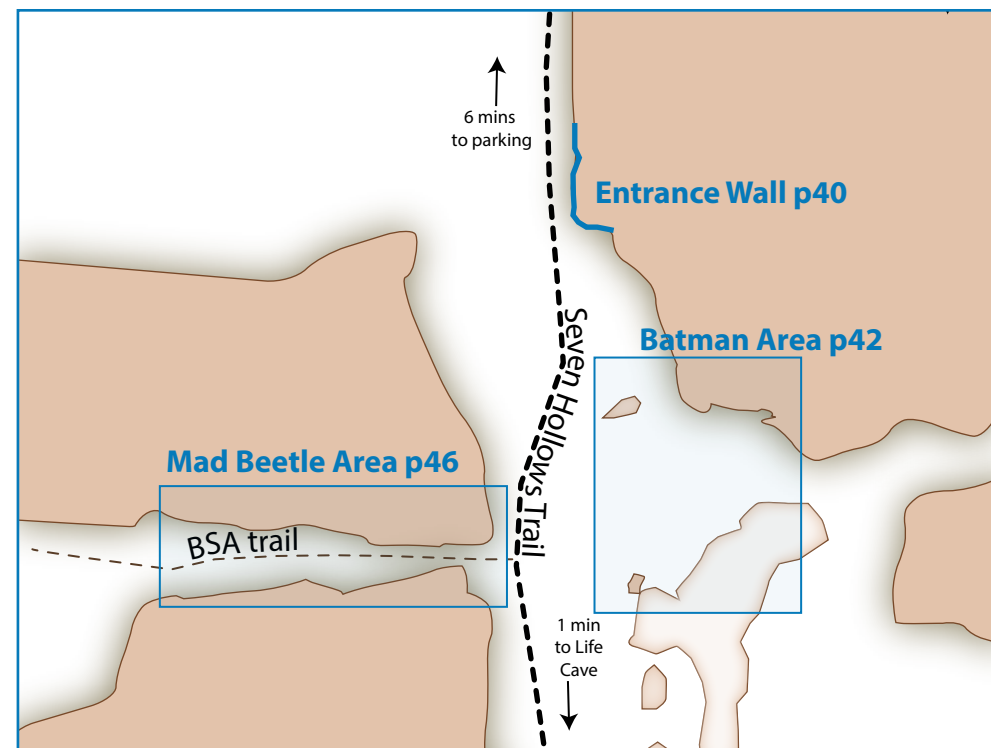 6 mins
to parking
Entrance Wall p40
Seven Hollows Trail
Batman Area p42
Mad Beetle Area p46
BSA trail
1 min
to Life
Cave